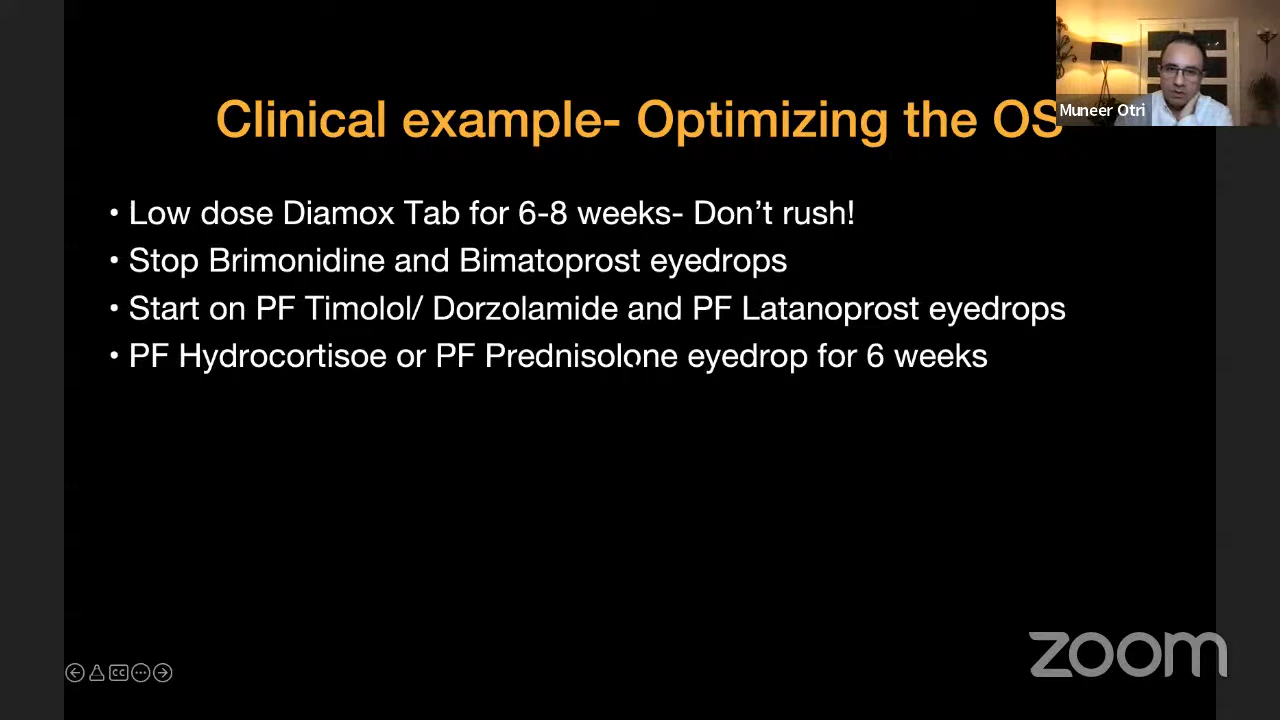 Clinical example- Optimizing the OS
Muneer Otri
• Low dose Diamox Tab for 6-8 weeks- Don't rush!
• Stop Brimonidine and Bimatoprost eyedrops
• Start on PF Timolol/ Dorzolamide and PF Latanoprost eyedrops
• PF Hydrocortisoe or PF Prednisolone eyedrop for 6 weeks
CC
zoom